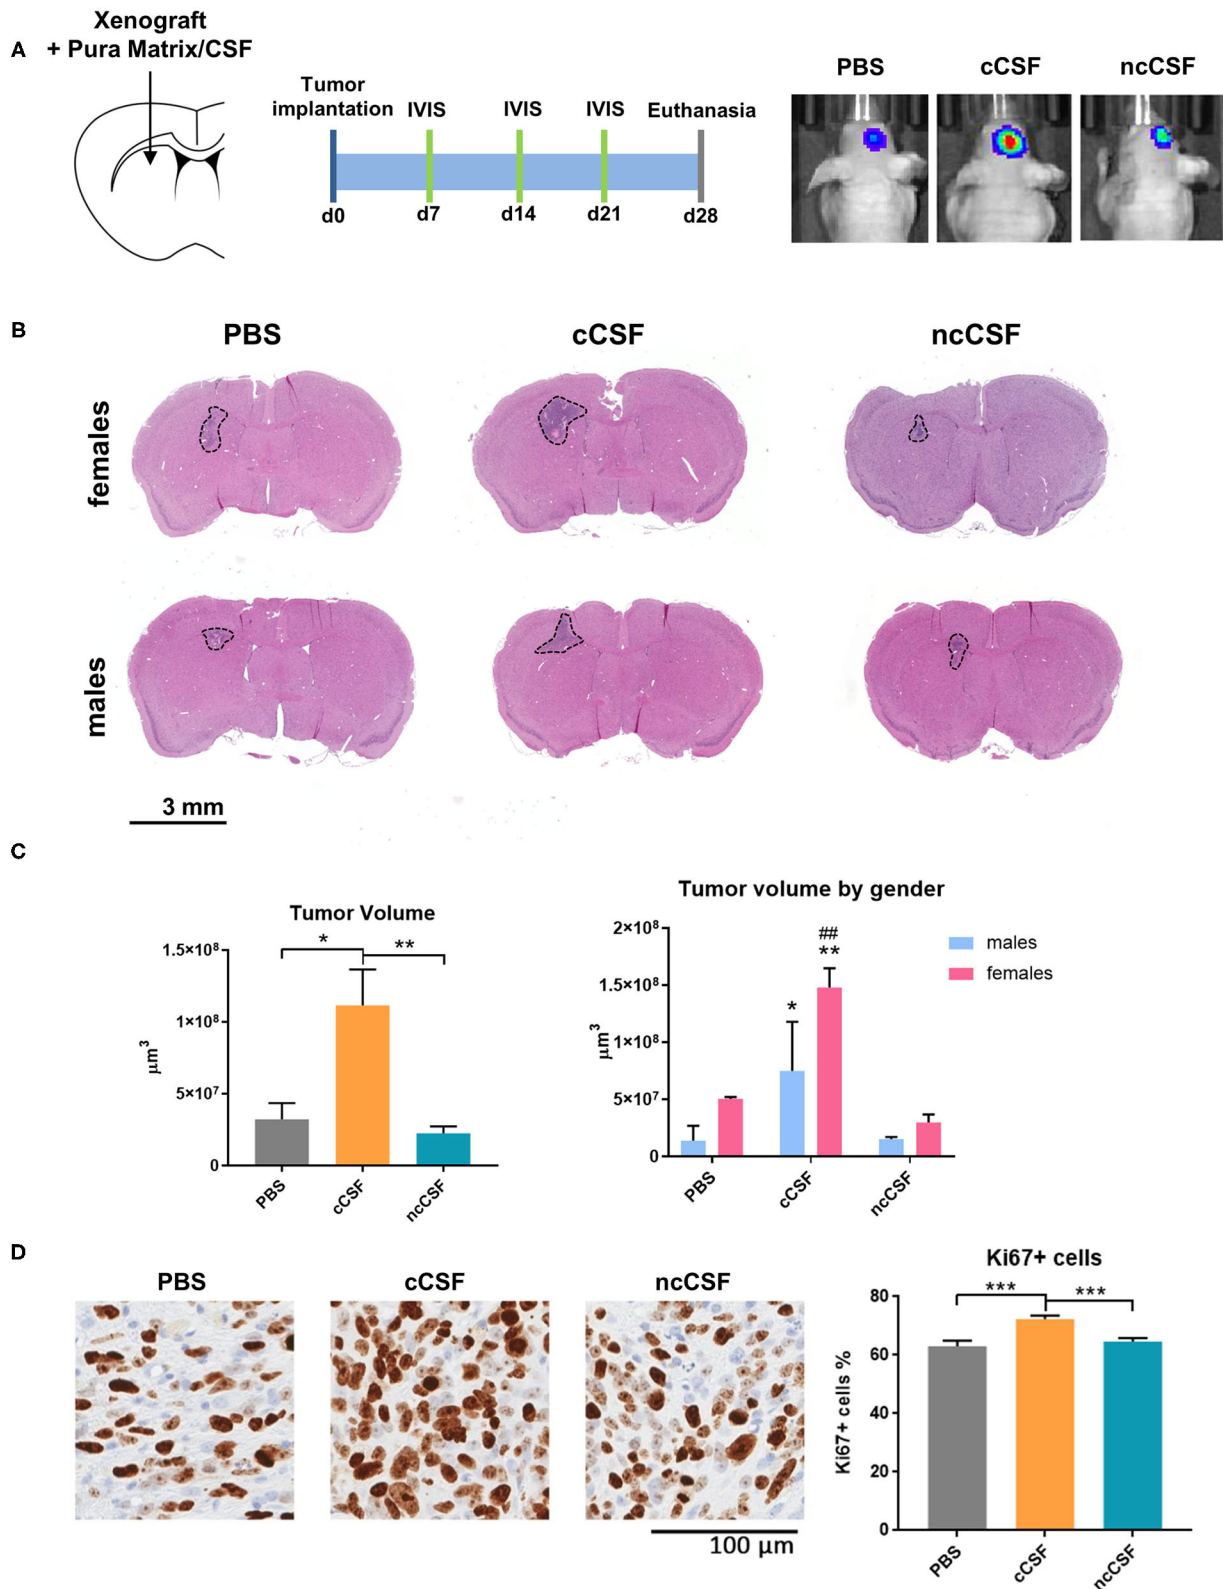 A
Xenograft
+ Pura Matrix/CSF
Tumor
implantation
IVIS
IVIS
IVIS
Euthanasia
d0
d7
d14
d21
d28
PBS
cCSF
ncCSF
B
PBS
cCSF
ncCSF
females
males
3 mm
C
Tumor Volume
1.5×10⁸
1×10⁸
5×10⁷
0
µm³
*
**
PBS
cCSF
ncCSF
Tumor volume by gender
2×10⁸
1.5×10⁸
1×10⁸
5×10⁷
0
µm³
*
##
**
PBS
cCSF
ncCSF
males
females
D
PBS
cCSF
ncCSF
100 µm
Ki67+ cells
80
60
40
20
0
Ki67+ cells %
***
***
PBS
cCSF
ncCSF